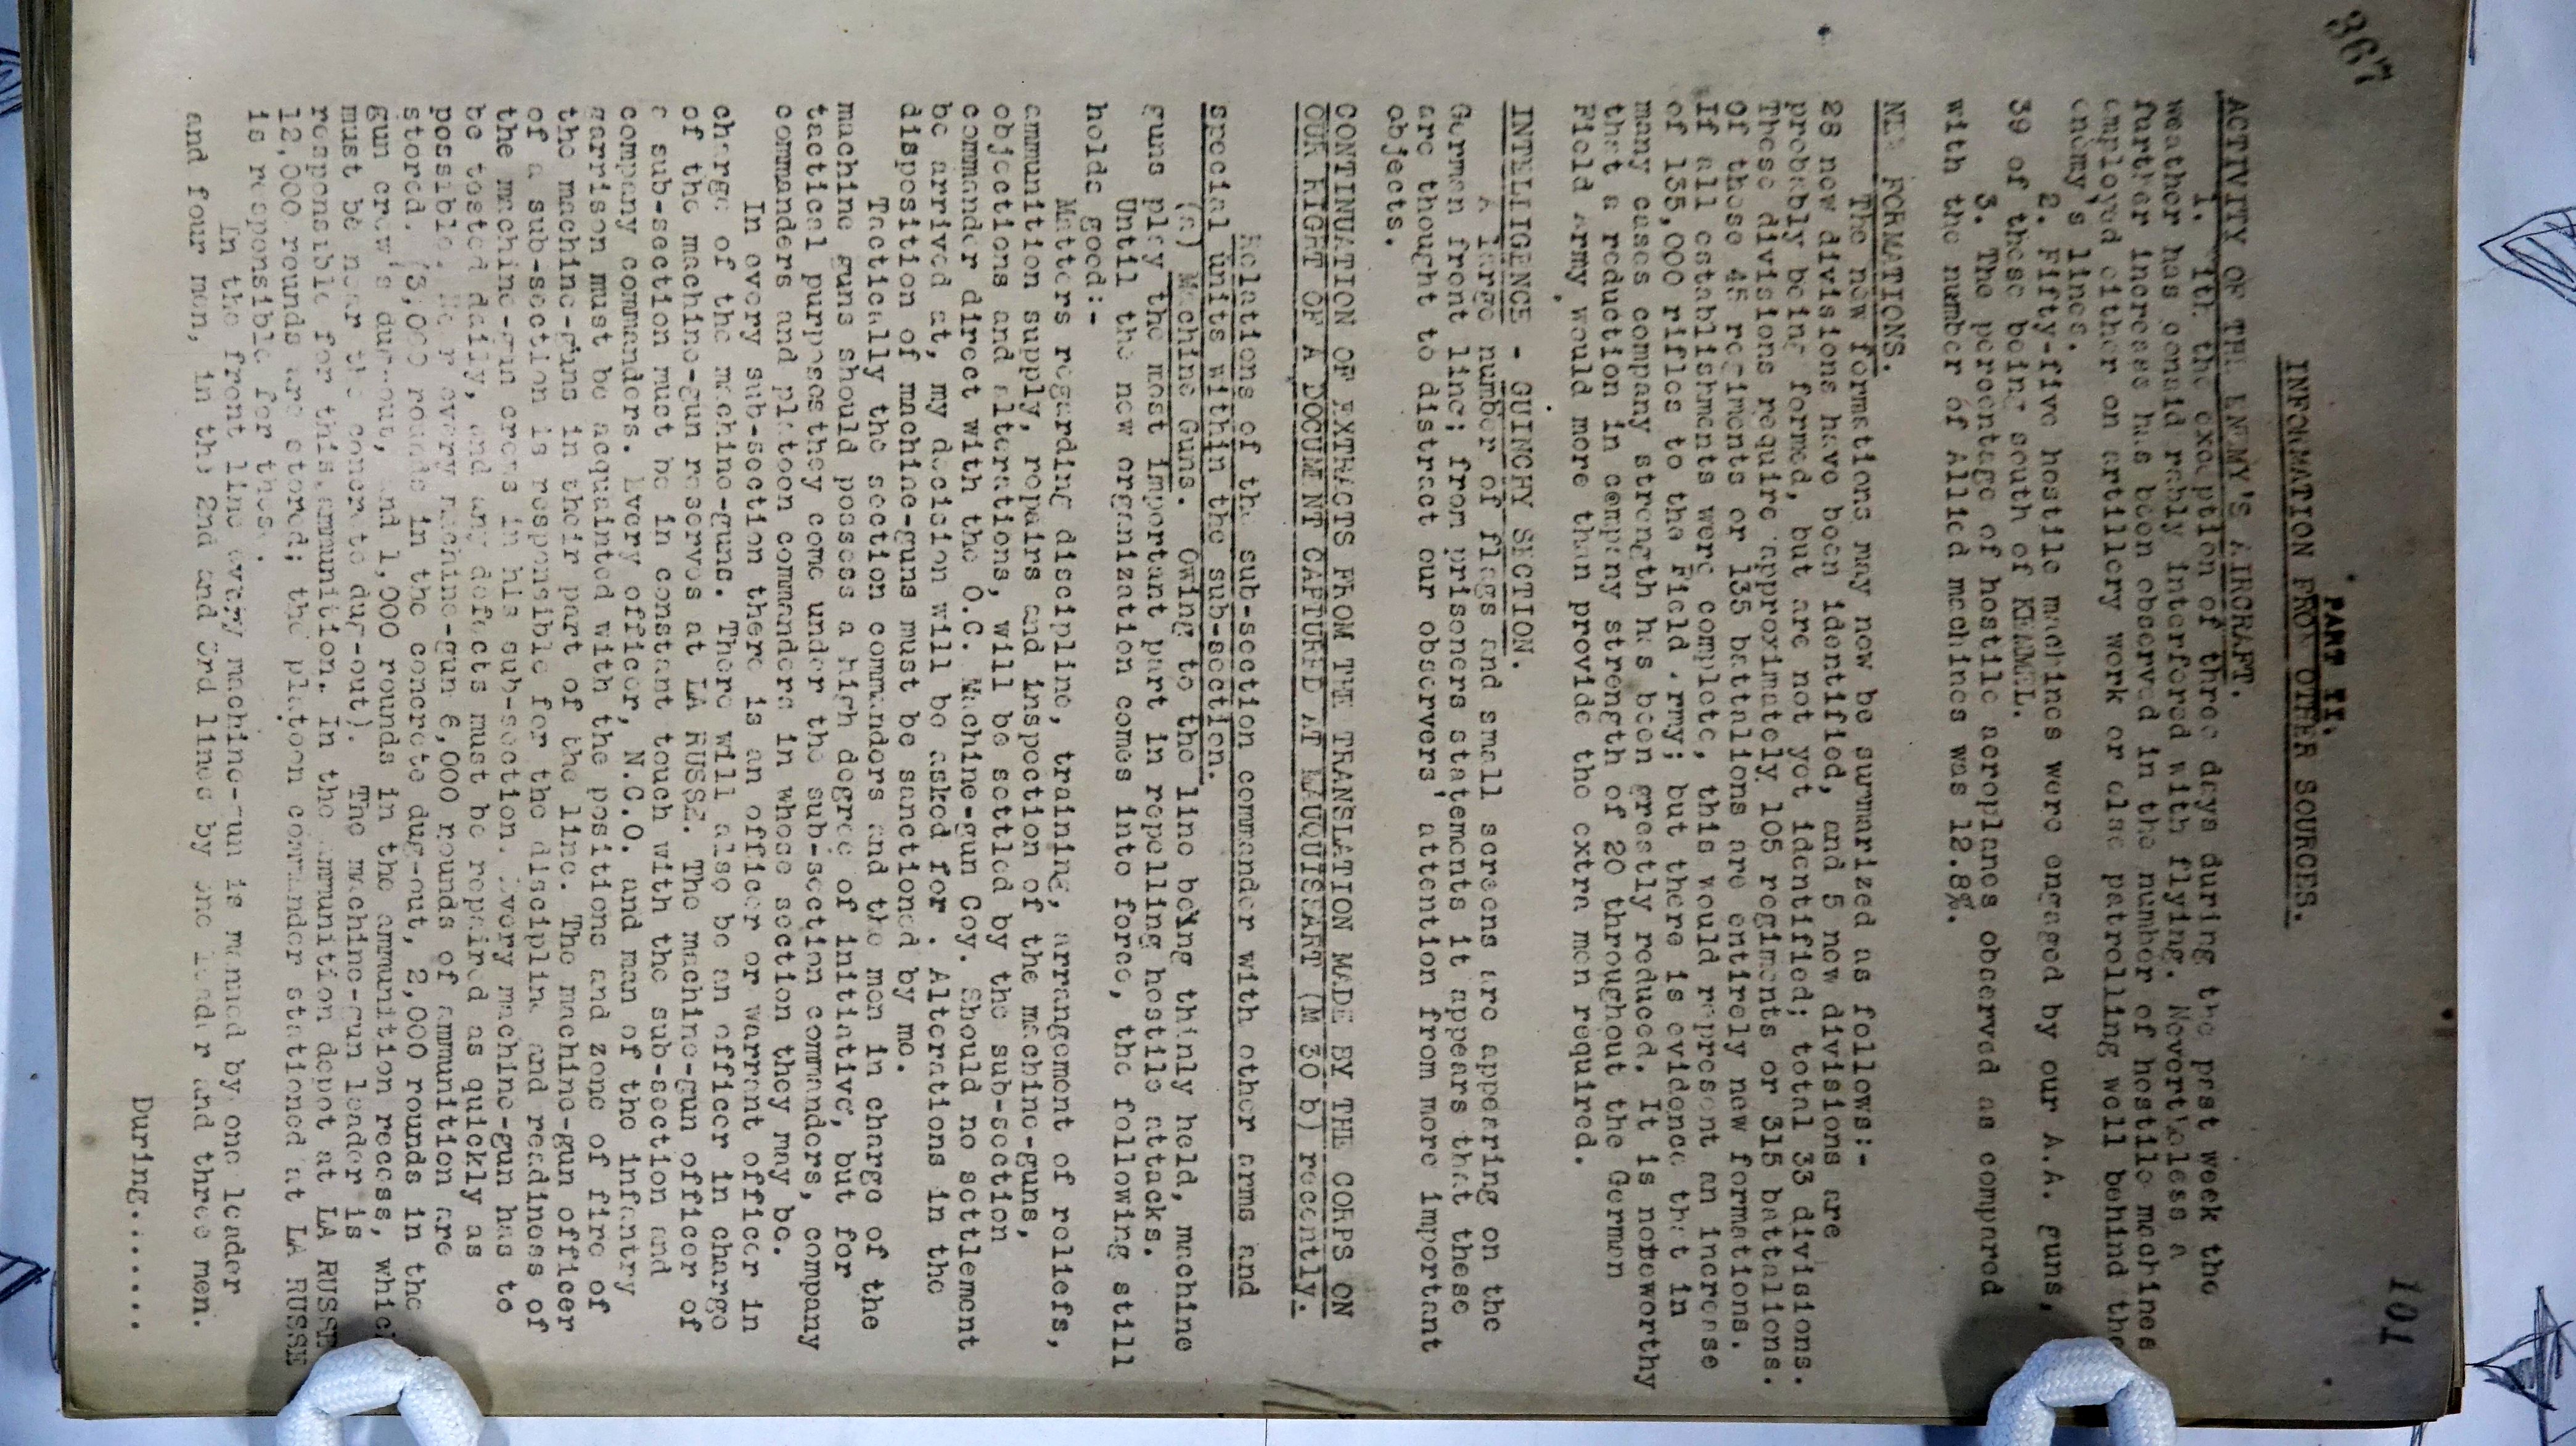 867
101
PART II.
INFORMATION FROM OTHER SOURCES.
ACTIVITY OF THE ENEMY'S AIRCRAFT.
1. With the exception of three days during the past week the
weather has considerably interfered with flying. Nevertheless a
further increase has been observed in the number of hostile machines
employed either on artillery work or else patrolling well behind the
enemy's lines.
2. Fifty-five hostile machines were engaged by our A.A. guns,
39 of these being south of KEMMEL.
3. The percentage of hostile aeroplanes observed as compared
with the number of Allied machines was 12.8%.
NEW FORMATIONS.
The new formations may now be summarized as follows:-
28 new divisions have been identified, and 5 new divisions are
probably being formed, but are not yet identified; total 33 divisions.
These divisions require approximately 105 regiments or 315 battalions.
Of these 45 regiments or 135 battalions are entirely new formations.
If all establishments were complete, this would represent an increase
of 135,000 rifles to the Field Army; but there is evidence that in
many cases company strength has been greatly reduced. It is noteworthy
that a reduction in company strength of 20 throughout the German
Field Army would more than provide the extra men required.
INTELLIGENCE - GUINCHY SECTION.
A large number of flags and small screens are appearing on the
German front line; from prisoners statements it appears that these
are thought to distract our observers' attention from more important
objects.
CONTINUATION OF EXTRACTS FROM THE TRANSLATION MADE BY THE CORPS ON
OUR RIGHT OF A DOCUMENT CAPTURED AT MAUQUISSART (M 30 b) recently.
Relations of the sub-section commander with other arms and
special units within the sub-section.
(a) Machine Guns. Owing to the line being thinly held, machine
guns play the most important part in repelling hostile attacks.
Until the new organization comes into force, the following still
holds good:-
Matters regarding discipline, training, arrangement of reliefs,
ammunition supply, repairs and inspection of the machine-guns,
objections and alterations, will be settled by the sub-section
commander direct with the O.C. Machine-gun Coy. Should no settlement
be arrived at, my decision will be asked for. Alterations in the
disposition of machine-guns must be sanctioned by me.
Tactically the section commanders and the men in charge of the
machine guns should possess a high degree of initiative, but for
tactical purposes they come under the sub-section commanders, company
commanders and platoon commanders in whose section they may be.
In every sub-section there is an officer or warrant officer in
charge of the machine-guns. There will also be an officer in charge
of the machine-gun reserves at LA RUSSE. The machine-gun officer of
a sub-section must be in constant touch with the sub-section and
company commanders. Every officer, N.C.O. and man of the infantry
garrison must be acquainted with the positions and zone of fire of
the machine-guns in their part of the line. The machine-gun officer
of a sub-section is responsible for the discipline and readiness of
the machine-gun crews in his sub-section. Every machine-gun has to
be tested daily, and any defects must be repaired as quickly as
possible. Per every machine-gun 6,000 rounds of ammunition are
stored. (3,000 rounds in the concrete dug-out, 2,000 rounds in the
gun crew's dug-out, and 1,000 rounds in the ammunition recess, which
must be near the concrete dug-out). The machine-gun leader is
responsible for this ammunition. In the ammunition depot at LA RUSSE
12,000 rounds are stored; the platoon commander stationed at LA RUSSE
is responsible for these.
In the front line every machine-gun is manned by one leader
and four men, in the 2nd and 3rd lines by one leader and three men.
During.......